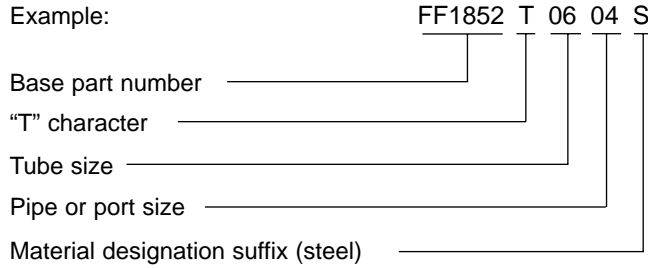 Example: FF1852 T 06 04 S
Base part number
“T” character
Tube size
Pipe or port size
Material designation suffix (steel)